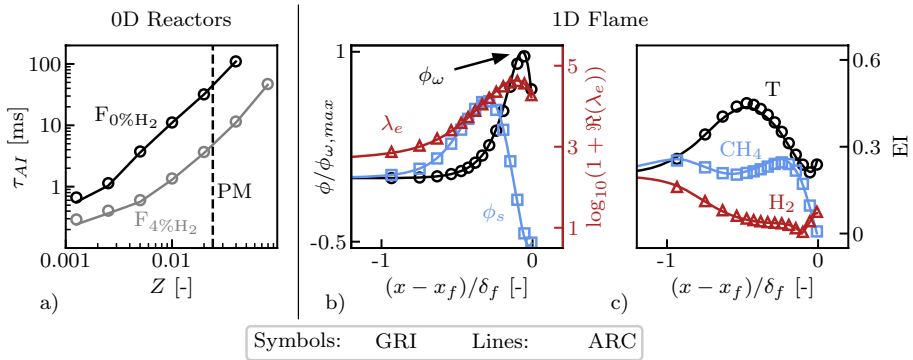 0D Reactors
1D Flame
100
10
1
τ_AI [ms]
F_0%H₂
F_4%H₂
PM
0.001
0.01
Z [-]
a)
1
-0.5
ϕ/ϕ_ω,max
ϕ_ω
λ_e
ϕ_s
5
3
1
log₁₀(1 + ℜ(λ_e))
-1
0
(x − x_f)/δ_f [-]
b)
T
CH₄
H₂
0.6
0
EI
-1
0
(x − x_f)/δ_f [-]
c)
Symbols: GRI Lines: ARC